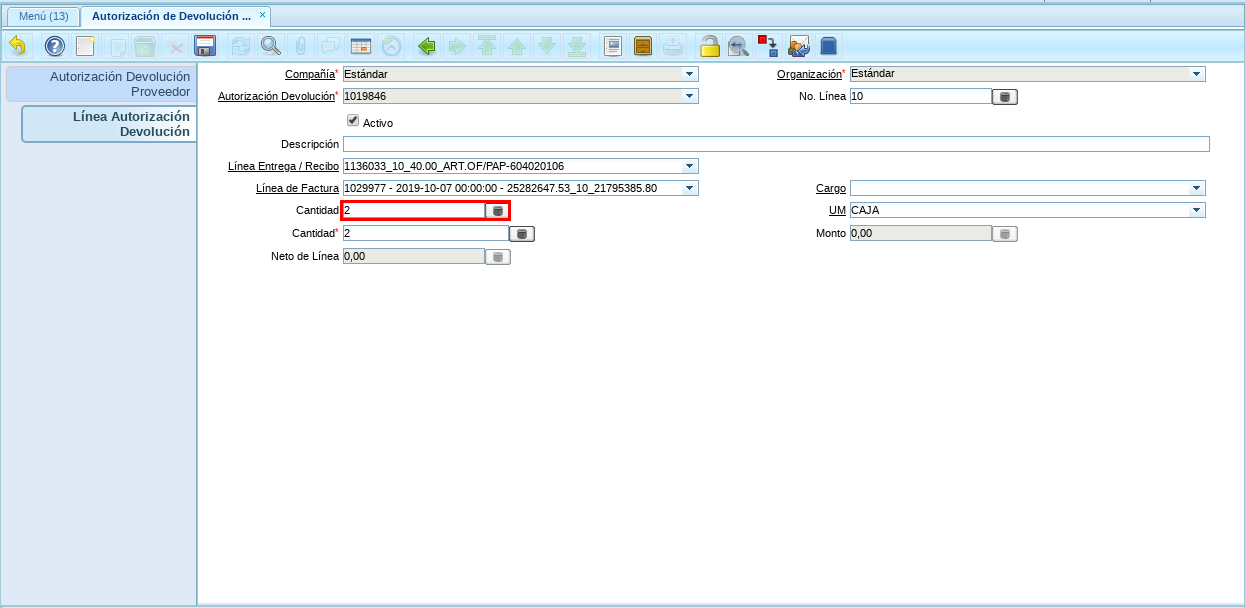 Menú (13)
Autorización de Devolución ...
Autorización Devolución
Proveedor
Línea Autorización
Devolución
Compañía* Estándar
Organización* Estándar
Autorización Devolución* 1019846
No. Línea 10
Activo
Descripción
Línea Entrega / Recibo 1136033_10_40.00_ART.OF/PAP-604020106
Línea de Factura 1029977 - 2019-10-07 00:00:00 - 25282647.53_10_21795385.80
Cargo
Cantidad 2
UM CAJA
Cantidad* 2
Monto 0,00
Neto de Línea 0,00